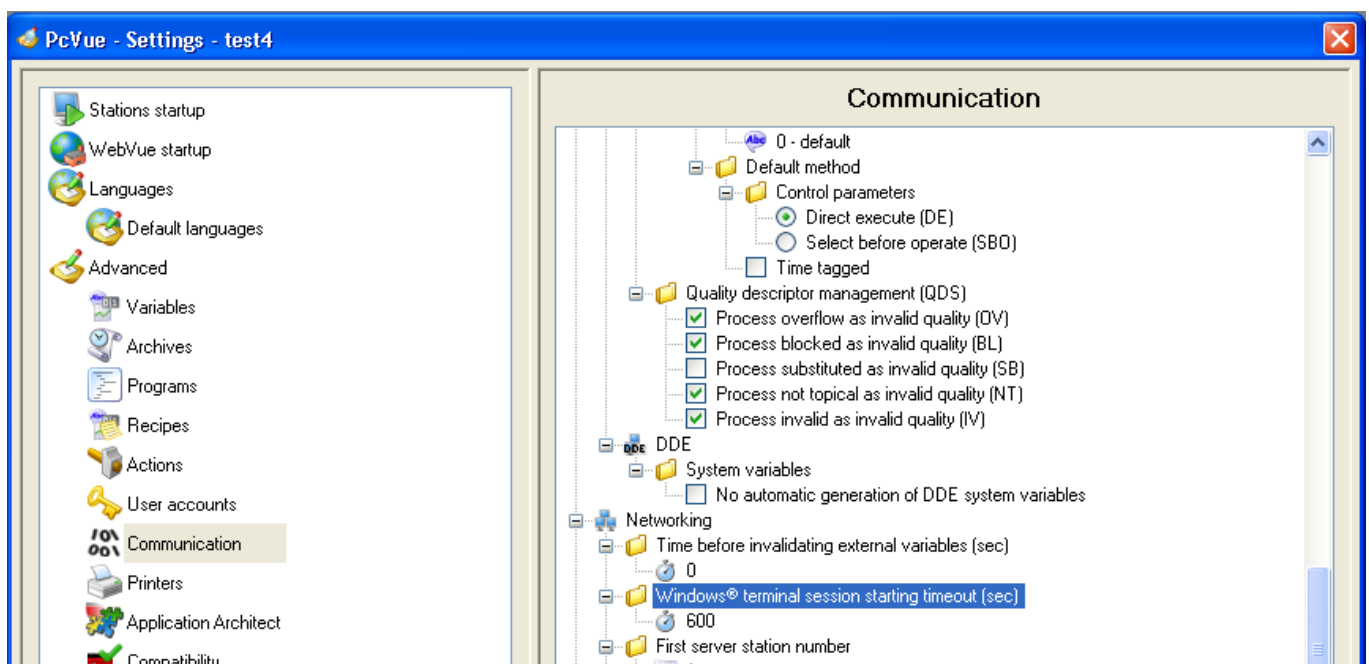 PcVue - Settings - test4
Stations startup
WebVue startup
Languages
Default languages
Advanced
Variables
Archives
Programs
Recipes
Actions
User accounts
Communication
Printers
Application Architect
Compatibility
Communication
0 - default
Default method
Control parameters
Direct execute (DE)
Select before operate (SBO)
Time tagged
Quality descriptor management (QDS)
Process overflow as invalid quality (OV)
Process blocked as invalid quality (BL)
Process substituted as invalid quality (SB)
Process not topical as invalid quality (NT)
Process invalid as invalid quality (IV)
DDE
System variables
No automatic generation of DDE system variables
Networking
Time before invalidating external variables (sec)
0
Windows® terminal session starting timeout (sec)
600
First server station number